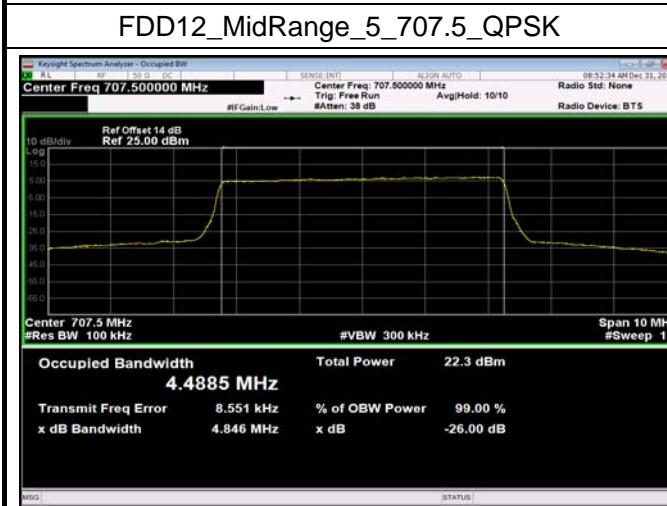 FDD12_MidRange_5_707.5_QPSK
Keysight Spectrum Analyzer - Occupied BW
RL RF 50 Ω DC SENSE:INT ALIGN AUTO 08:52:34 AM Dec 31, 20
Center Freq 707.500000 MHz Center Freq: 707.500000 MHz Radio Std: None
Trig: Free Run Avg|Hold: 10/10
#IFGain:Low #Atten: 38 dB Radio Device: BTS
Ref Offset 14 dB
10 dB/div Ref 25.00 dBm
Log
15.0
5.00
-5.00
-15.0
-25.0
-35.0
-45.0
-55.0
-65.0
Center 707.5 MHz Span 10 MH
#Res BW 100 kHz #VBW 300 kHz #Sweep 1
Occupied Bandwidth Total Power 22.3 dBm
4.4885 MHz
Transmit Freq Error 8.551 kHz % of OBW Power 99.00 %
x dB Bandwidth 4.846 MHz x dB -26.00 dB
MSG STATUS